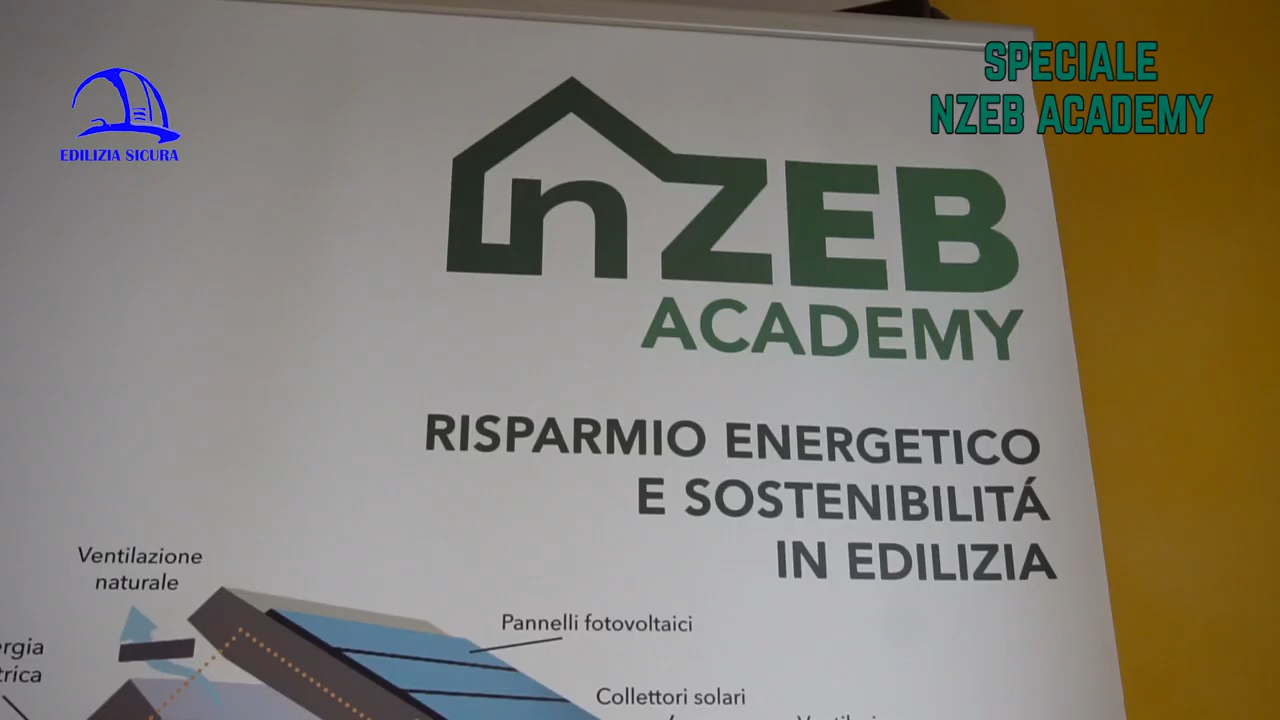 SPECIALE
NZEB ACADEMY
EDILIZIA SICURA
nZEB
ACADEMY
RISPARMIO ENERGETICO
E SOSTENIBILITÁ
IN EDILIZIA
Ventilazione
naturale
Pannelli fotovoltaici
Collettori solari